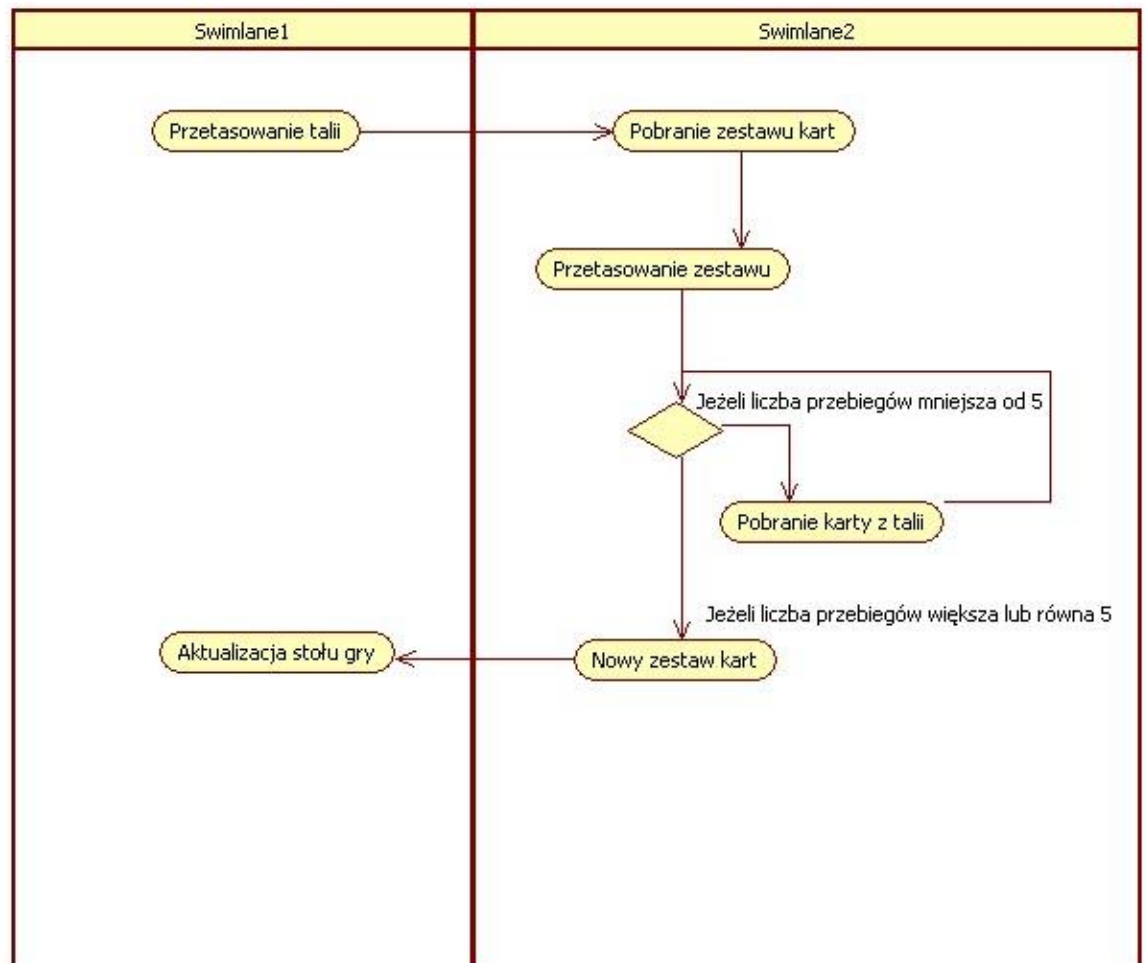 Swimlane1
Swimlane2
Przetasowanie talii
Pobranie zestawu kart
Przetasowanie zestawu
Jeżeli liczba przebiegów mniejsza od 5
Pobranie karty z talii
Jeżeli liczba przebiegów większa lub równa 5
Aktualizacja stołu gry
Nowy zestaw kart